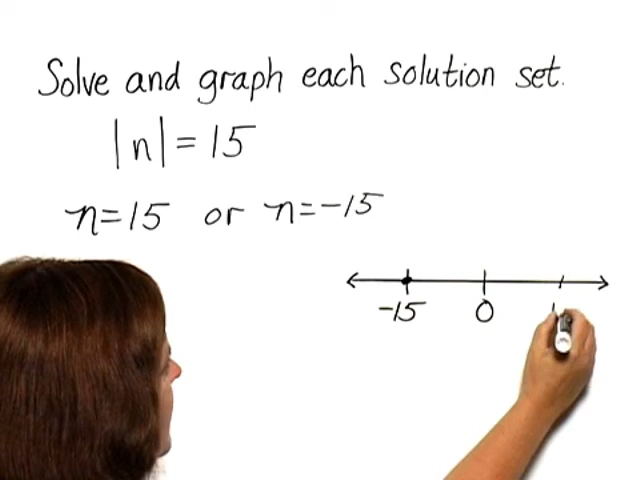 Solve and graph each solution set.
|n| = 15
n = 15 or n = -15
-15 0